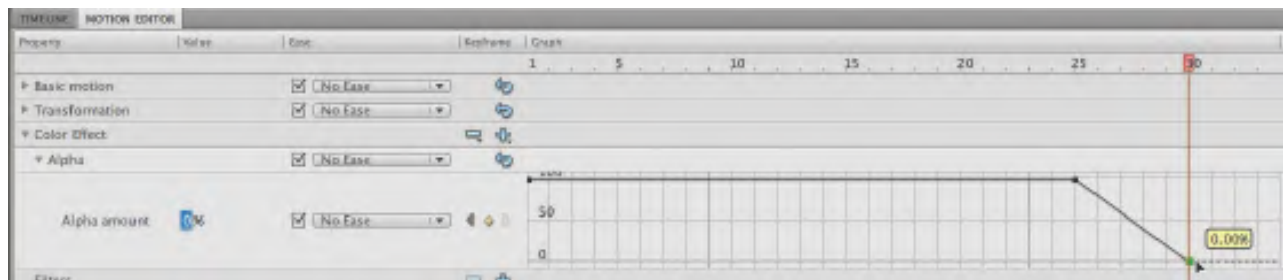 TIMELINE MOTION EDITOR
Property Value Ease Keyframe Graph
1 5 10 15 20 25 30
Basic motion No Ease
Transformation No Ease
Color Effect
Alpha No Ease
100
Alpha amount 0% No Ease 50 0.00%
0
Filters